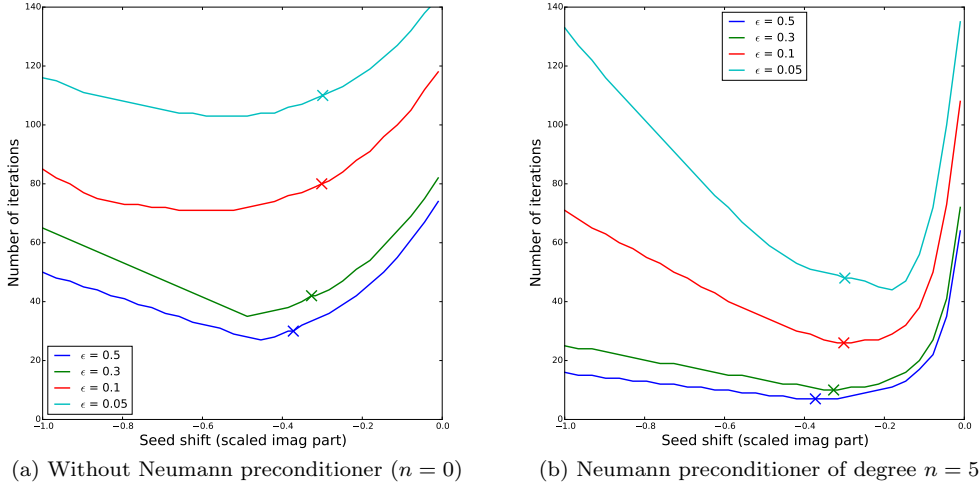 140
120
100
80
60
40
20
0
Number of iterations
ϵ = 0.5
ϵ = 0.3
ϵ = 0.1
ϵ = 0.05
−1.0 −0.8 −0.6 −0.4 −0.2 0.0
Seed shift (scaled imag part)
(a) Without Neumann preconditioner (n = 0)
140
120
100
80
60
40
20
0
Number of iterations
ϵ = 0.5
ϵ = 0.3
ϵ = 0.1
ϵ = 0.05
−1.0 −0.8 −0.6 −0.4 −0.2 0.0
Seed shift (scaled imag part)
(b) Neumann preconditioner of degree n = 5